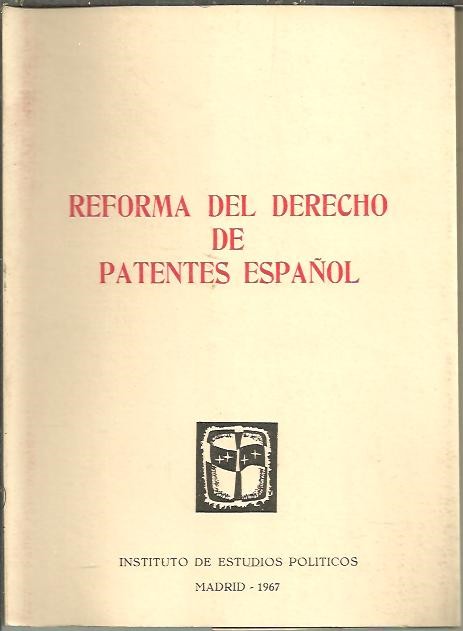 REFORMA DEL DERECHO
DE
PATENTES ESPAÑOL
INSTITUTO DE ESTUDIOS POLITICOS
MADRID - 1967